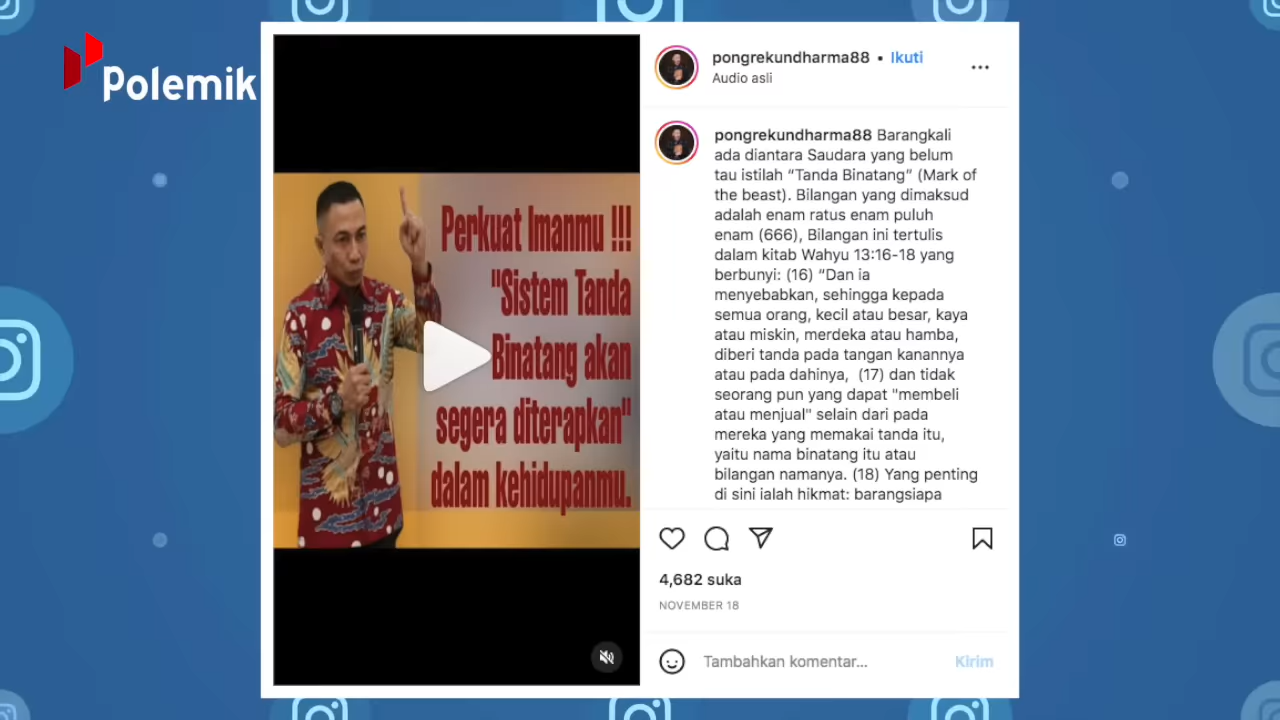 Polemik
Perkuat Imanmu !!!
"Sistem Tanda
Binatang akan
segera diterapkan"
dalam kehidupanmu.
pongrekundharma88 • Ikuti
Audio asli
pongrekundharma88 Barangkali
ada diantara Saudara yang belum
tau istilah “Tanda Binatang” (Mark of
the beast). Bilangan yang dimaksud
adalah enam ratus enam puluh
enam (666), Bilangan ini tertulis
dalam kitab Wahyu 13:16-18 yang
berbunyi: (16) “Dan ia
menyebabkan, sehingga kepada
semua orang, kecil atau besar, kaya
atau miskin, merdeka atau hamba,
diberi tanda pada tangan kanannya
atau pada dahinya, (17) dan tidak
seorang pun yang dapat "membeli
atau menjual" selain dari pada
mereka yang memakai tanda itu,
yaitu nama binatang itu atau
bilangan namanya. (18) Yang penting
di sini ialah hikmat: barangsiapa
4,682 suka
NOVEMBER 18
Tambahkan komentar...
Kirim